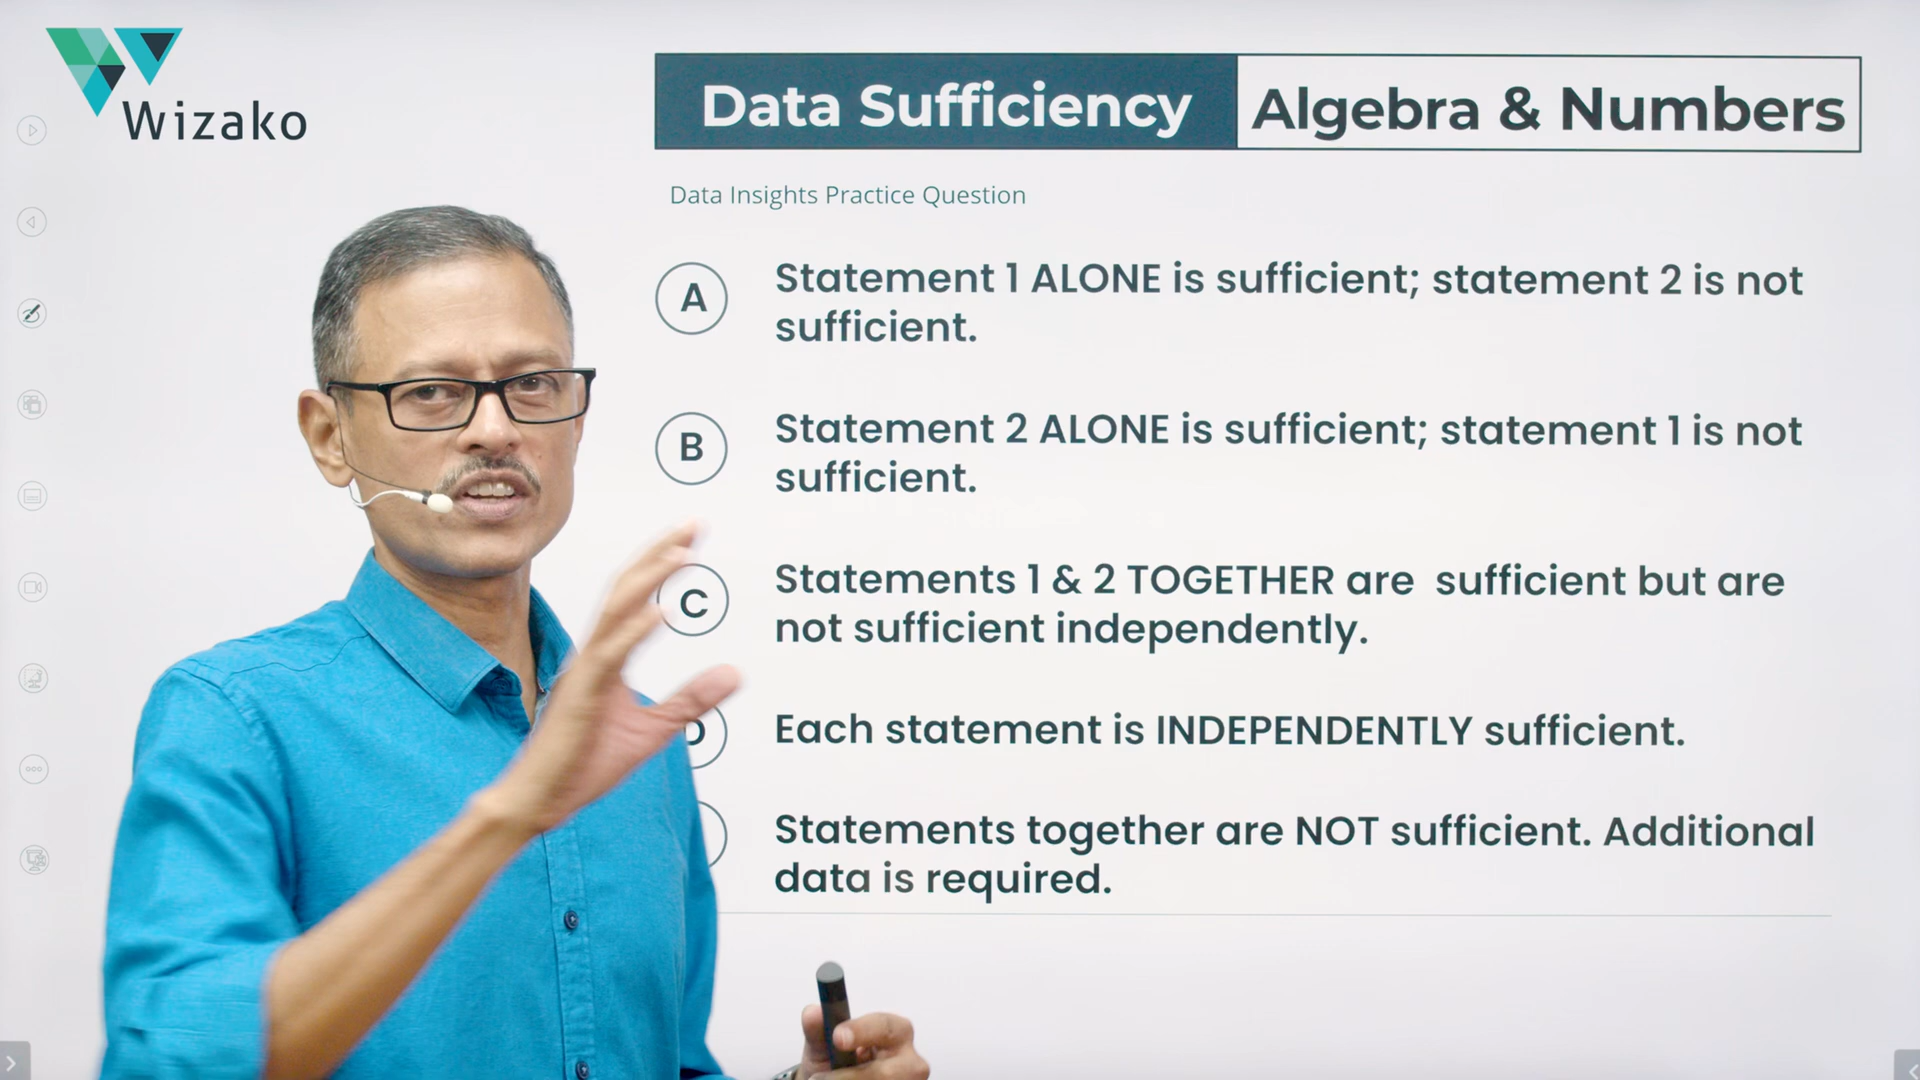 Wizako
Data Sufficiency
Algebra & Numbers
Data Insights Practice Question
A
Statement 1 ALONE is sufficient; statement 2 is not
sufficient.
B
Statement 2 ALONE is sufficient; statement 1 is not
sufficient.
C
Statements 1 & 2 TOGETHER are sufficient but are
not sufficient independently.
D
Each statement is INDEPENDENTLY sufficient.
Statements together are NOT sufficient. Additional
data is required.